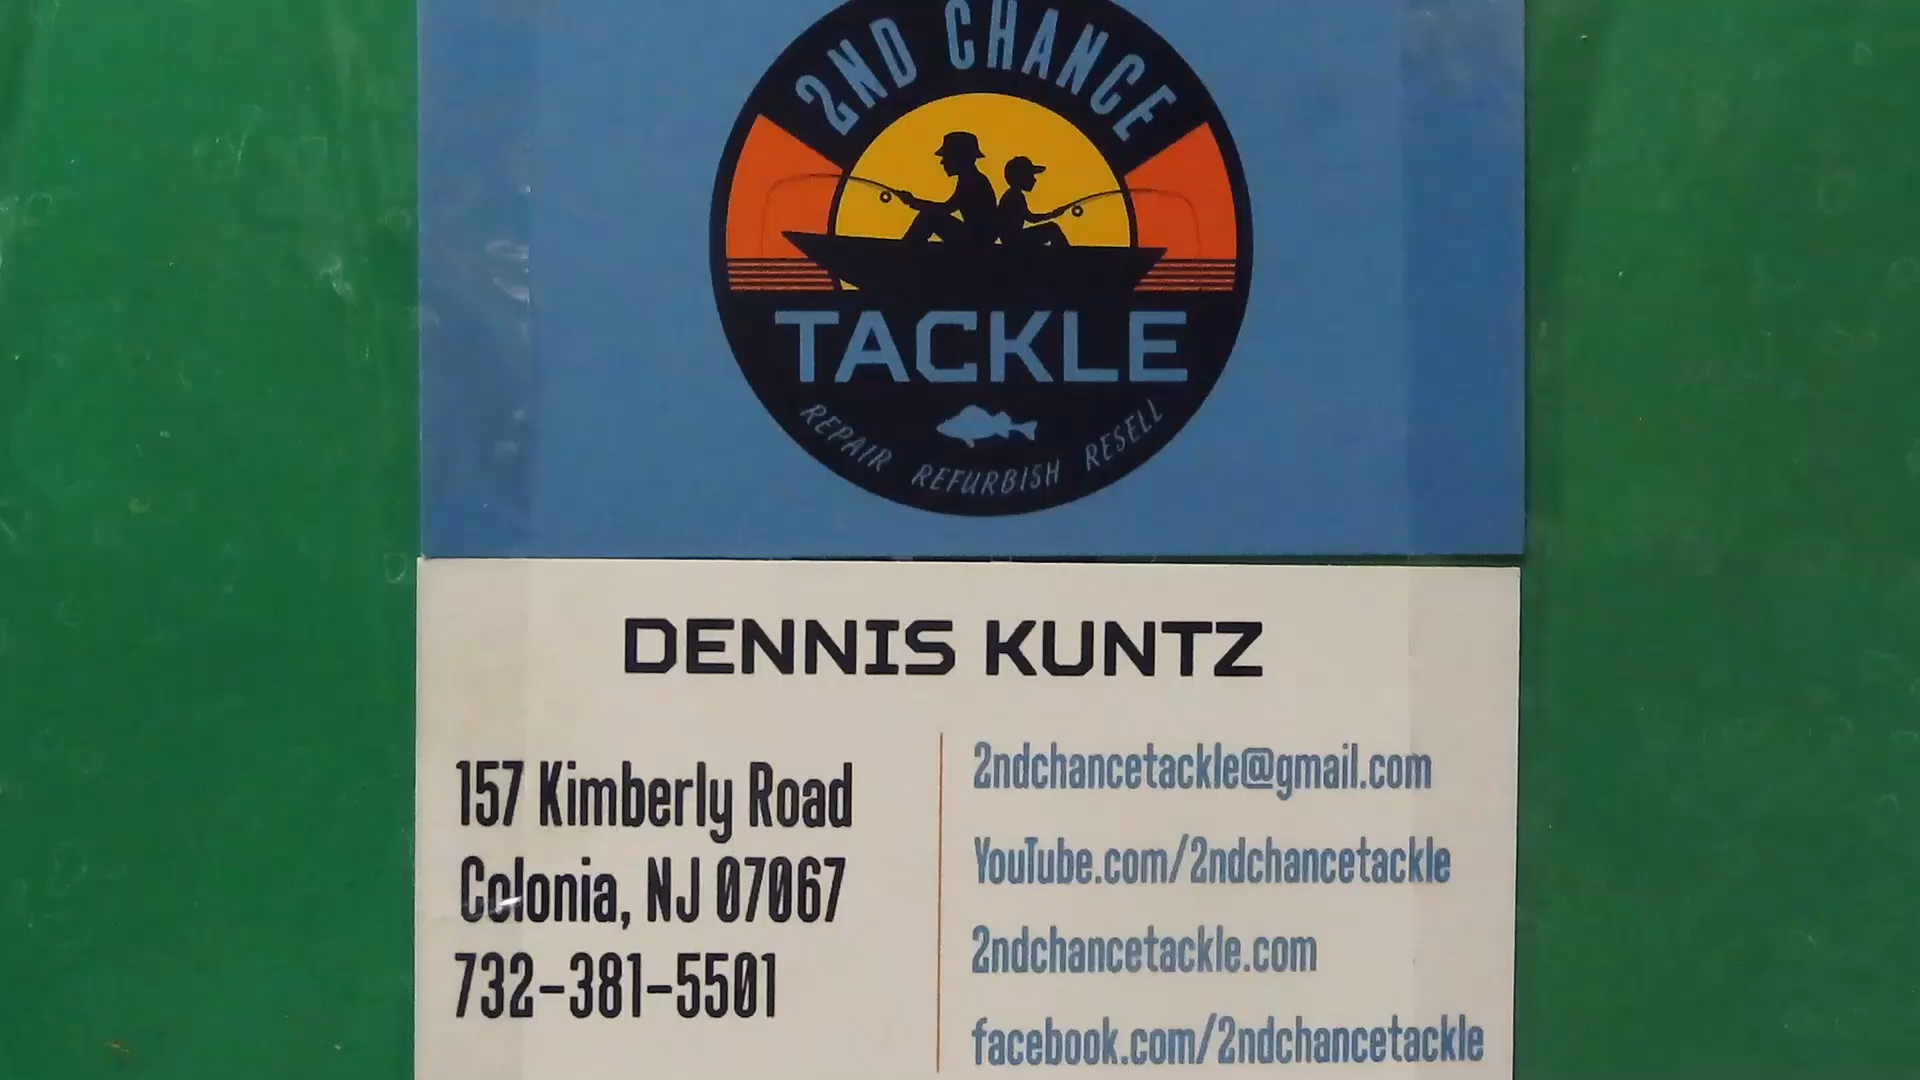 2ND CHANCE
TACKLE
REPAIR REFURBISH RESELL
DENNIS KUNTZ
157 Kimberly Road
Colonia, NJ 07067
732-381-5501
2ndchancetackle@gmail.com
YouTube.com/2ndchancetackle
2ndchancetackle.com
facebook.com/2ndchancetackle